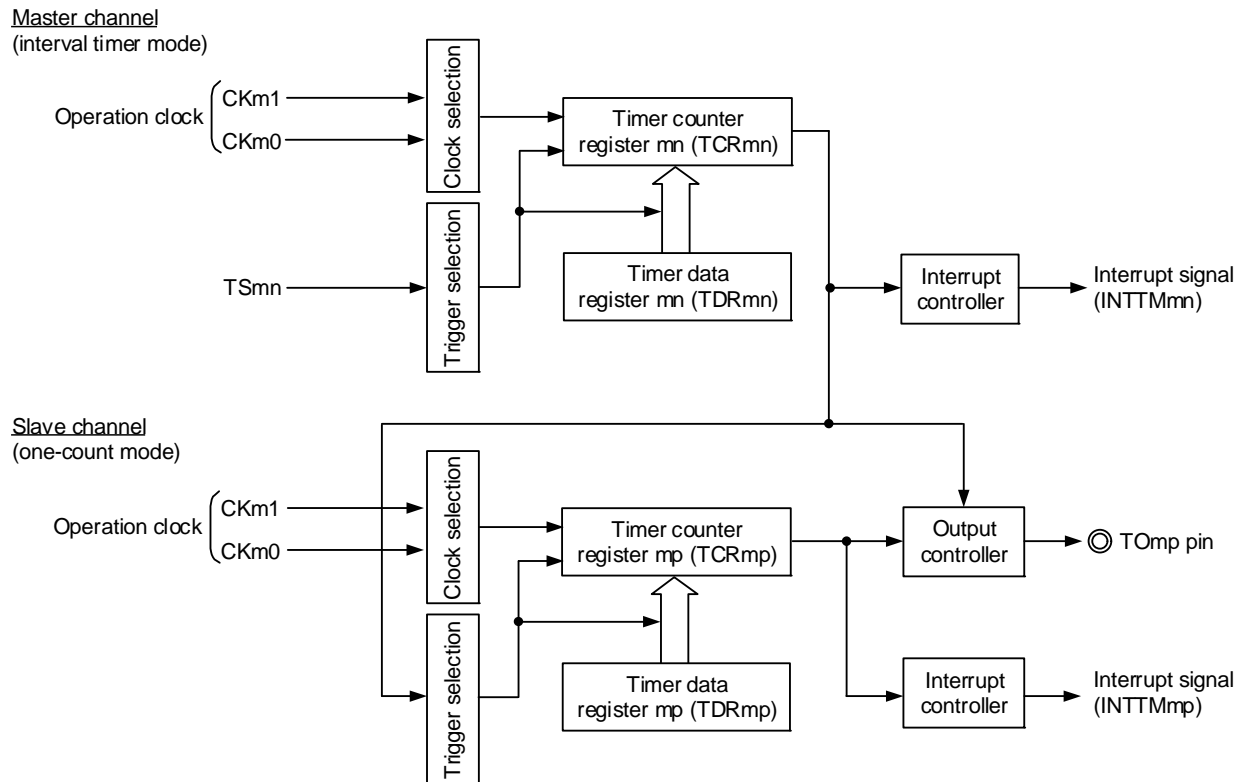 Master channel
(interval timer mode)
Operation clock
CKm1
CKm0
Clock selection
Timer counter
register mn (TCRmn)
TSmn
Trigger selection
Timer data
register mn (TDRmn)
Interrupt
controller
Interrupt signal
(INTTMmn)
Slave channel
(one-count mode)
Operation clock
CKm1
CKm0
Clock selection
Timer counter
register mp (TCRmp)
Output
controller
TOmp pin
Trigger selection
Timer data
register mp (TDRmp)
Interrupt
controller
Interrupt signal
(INTTMmp)